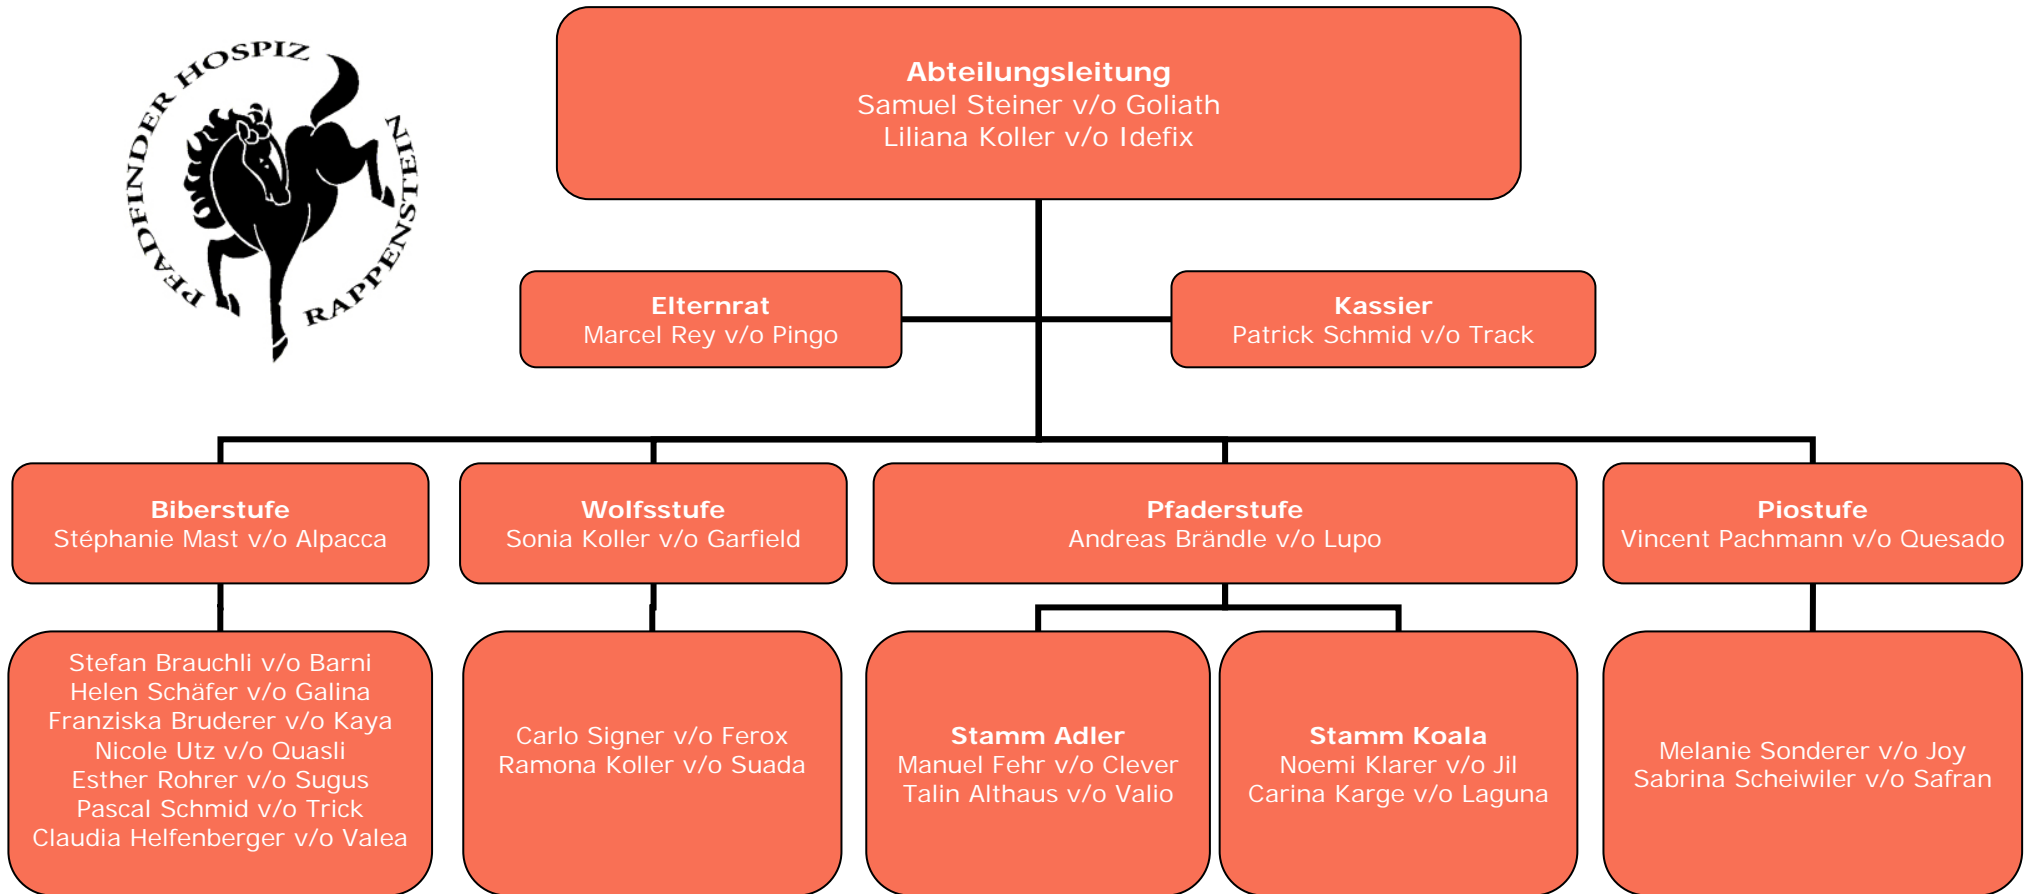 PFADFINDER HOSPIZ
RAPPENSTEIN
Abteilungsleitung
Samuel Steiner v/o Goliath
Liliana Koller v/o Idefix
Elternrat
Marcel Rey v/o Pingo
Kassier
Patrick Schmid v/o Track
Biberstufe
Stéphanie Mast v/o Alpacca
Wolfsstufe
Sonia Koller v/o Garfield
Pfaderstufe
Andreas Brändle v/o Lupo
Piostufe
Vincent Pachmann v/o Quesado
Stefan Brauchli v/o Barni
Helen Schäfer v/o Galina
Franziska Bruderer v/o Kaya
Nicole Utz v/o Quasli
Esther Rohrer v/o Sugus
Pascal Schmid v/o Trick
Claudia Helfenberger v/o Valea
Carlo Signer v/o Ferox
Ramona Koller v/o Suada
Stamm Adler
Manuel Fehr v/o Clever
Talin Althaus v/o Valio
Stamm Koala
Noemi Klarer v/o Jil
Carina Karge v/o Laguna
Melanie Sonderer v/o Joy
Sabrina Scheiwiler v/o Safran